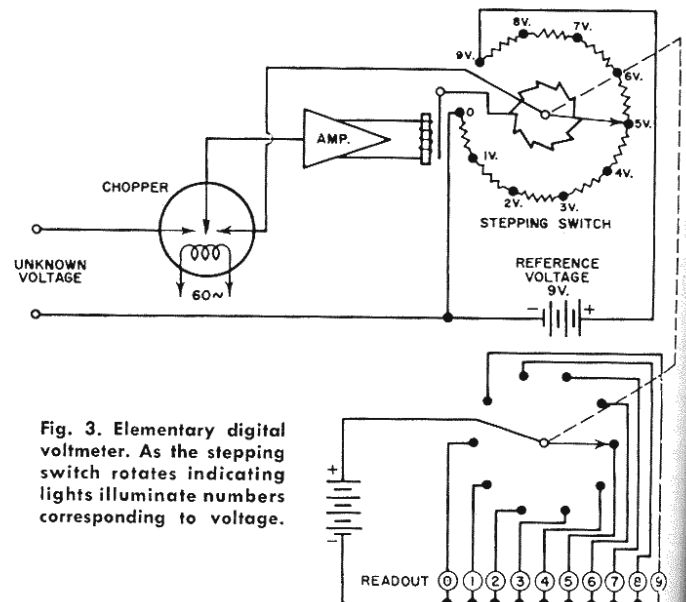 8V.
7V.
9V.
6V.
0
5V.
AMP.
1V.
4V.
CHOPPER
2V.
3V.
STEPPING SWITCH
UNKNOWN
VOLTAGE
60~
REFERENCE
VOLTAGE
9V.
- +
Fig. 3. Elementary digital
voltmeter. As the stepping
switch rotates indicating
lights illuminate numbers
corresponding to voltage.
+
-
READOUT 0 1 2 3 4 5 6 7 8 9